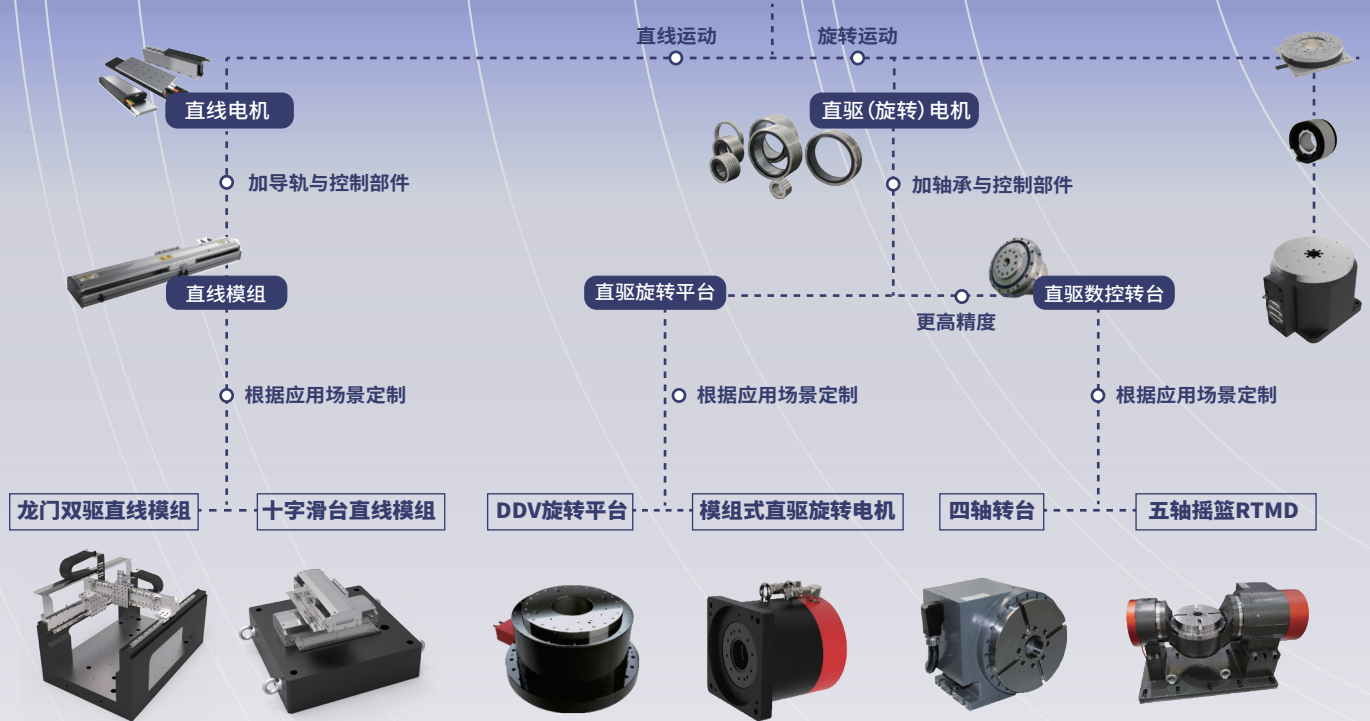 直线运动
旋转运动
直线电机
直驱(旋转)电机
加导轨与控制部件
加轴承与控制部件
直线模组
直驱旋转平台
直驱数控转台
更高精度
根据应用场景定制
根据应用场景定制
根据应用场景定制
龙门双驱直线模组
十字滑台直线模组
DDV旋转平台
模组式直驱旋转电机
四轴转台
五轴摇篮RTMD